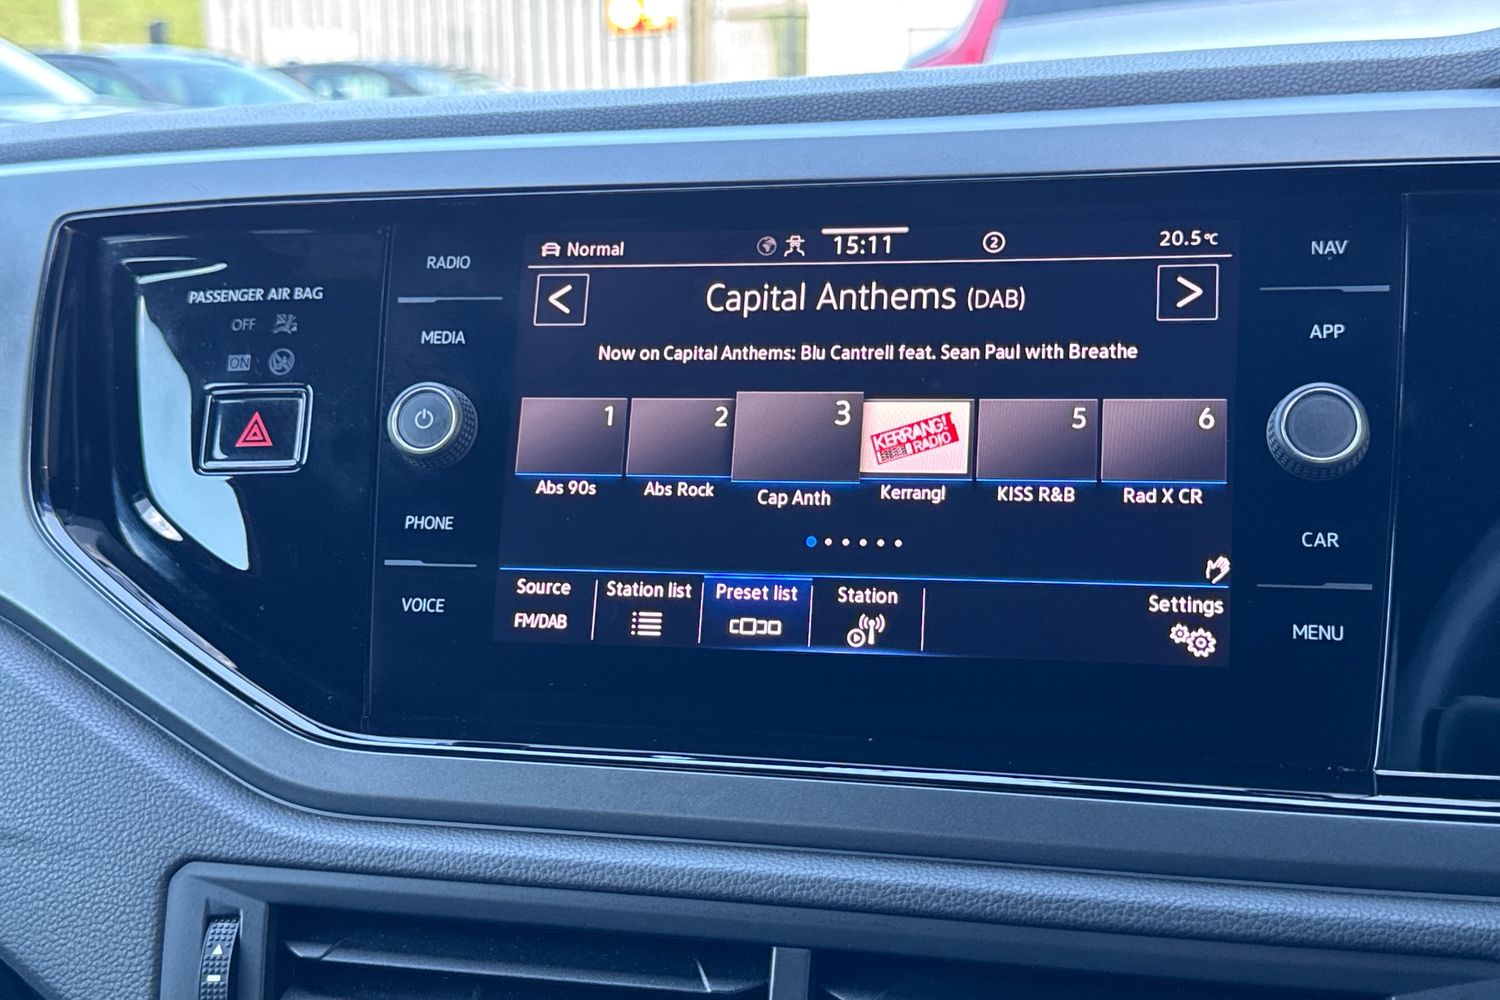 PASSENGER AIR BAG
OFF
ON
RADIO
MEDIA
PHONE
VOICE
Normal
15:11
2
20.5°C
<
Capital Anthems (DAB)
>
Now on Capital Anthems: Blu Cantrell feat. Sean Paul with Breathe
1
2
3
KERRANG!
RADIO
5
6
Abs 90s
Abs Rock
Cap Anth
Kerrang!
KISS R&B
Rad X CR
Source
FM/DAB
Station list
Preset list
Station
Settings
NAV
APP
CAR
MENU